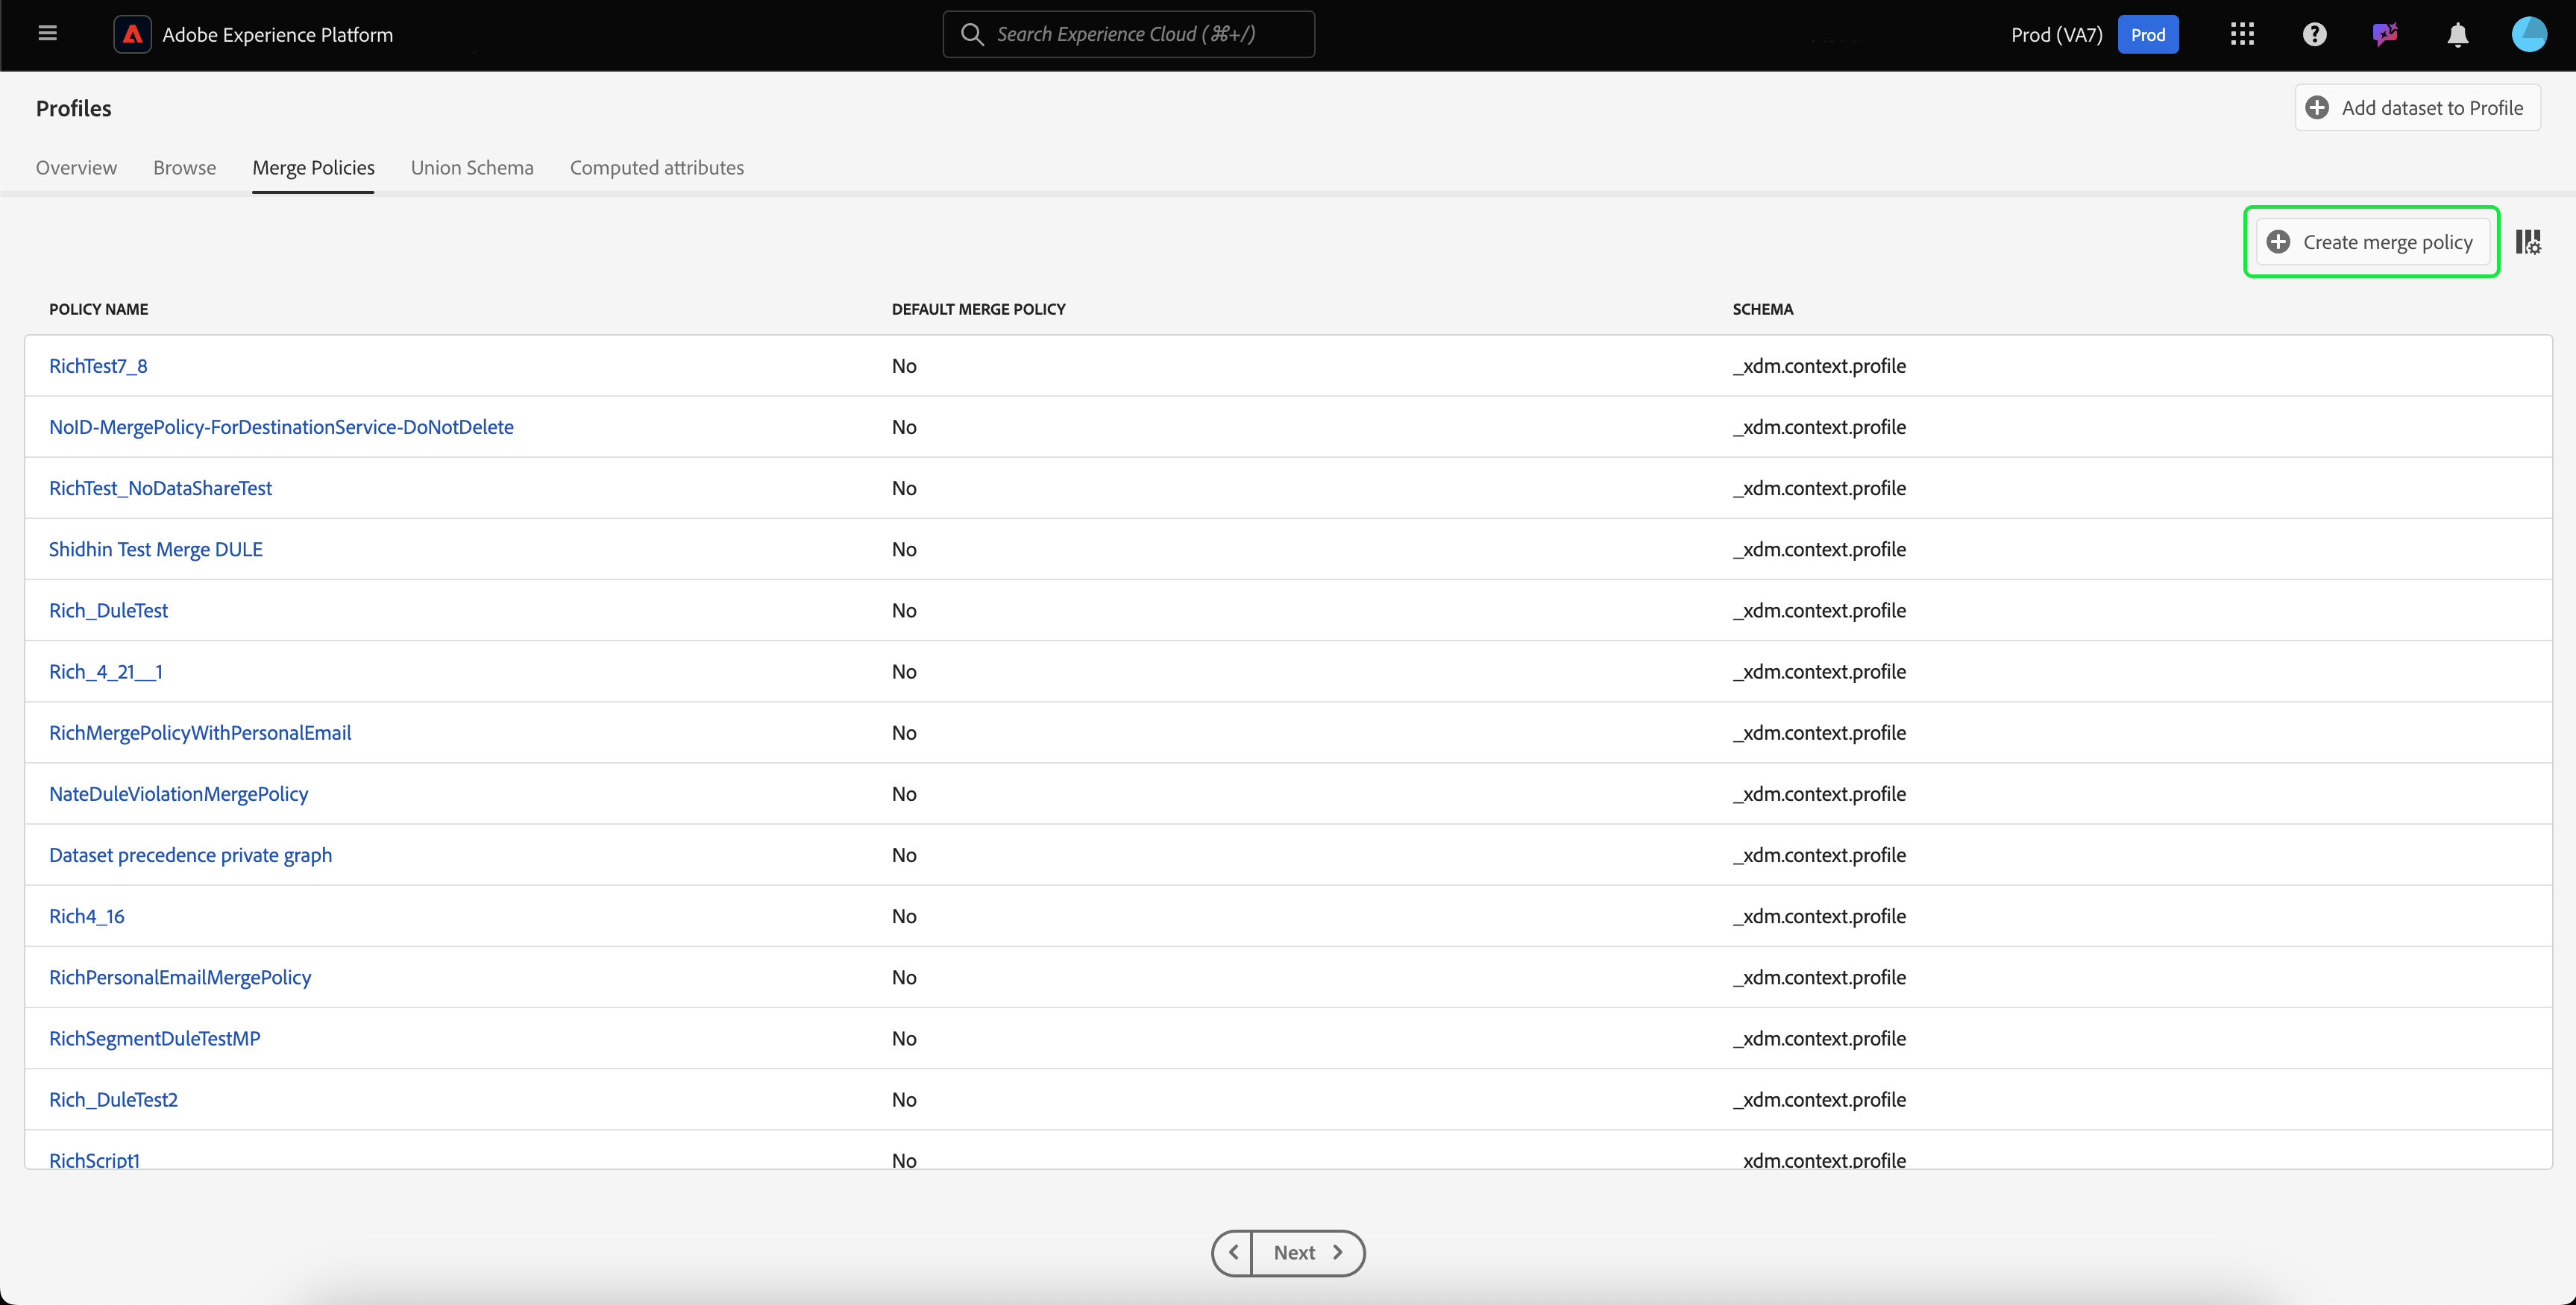 Adobe Experience Platform
Search Experience Cloud (⌘+/)
Prod (VA7)
Prod
Profiles
Add dataset to Profile
Overview Browse Merge Policies Union Schema Computed attributes
Create merge policy
POLICY NAME DEFAULT MERGE POLICY SCHEMA
RichTest7_8 No _xdm.context.profile
NoID-MergePolicy-ForDestinationService-DoNotDelete No _xdm.context.profile
RichTest_NoDataShareTest No _xdm.context.profile
Shidhin Test Merge DULE No _xdm.context.profile
Rich_DuleTest No _xdm.context.profile
Rich_4_21__1 No _xdm.context.profile
RichMergePolicyWithPersonalEmail No _xdm.context.profile
NateDuleViolationMergePolicy No _xdm.context.profile
Dataset precedence private graph No _xdm.context.profile
Rich4_16 No _xdm.context.profile
RichPersonalEmailMergePolicy No _xdm.context.profile
RichSegmentDuleTestMP No _xdm.context.profile
Rich_DuleTest2 No _xdm.context.profile
RichScript1 No _xdm.context.profile
Next